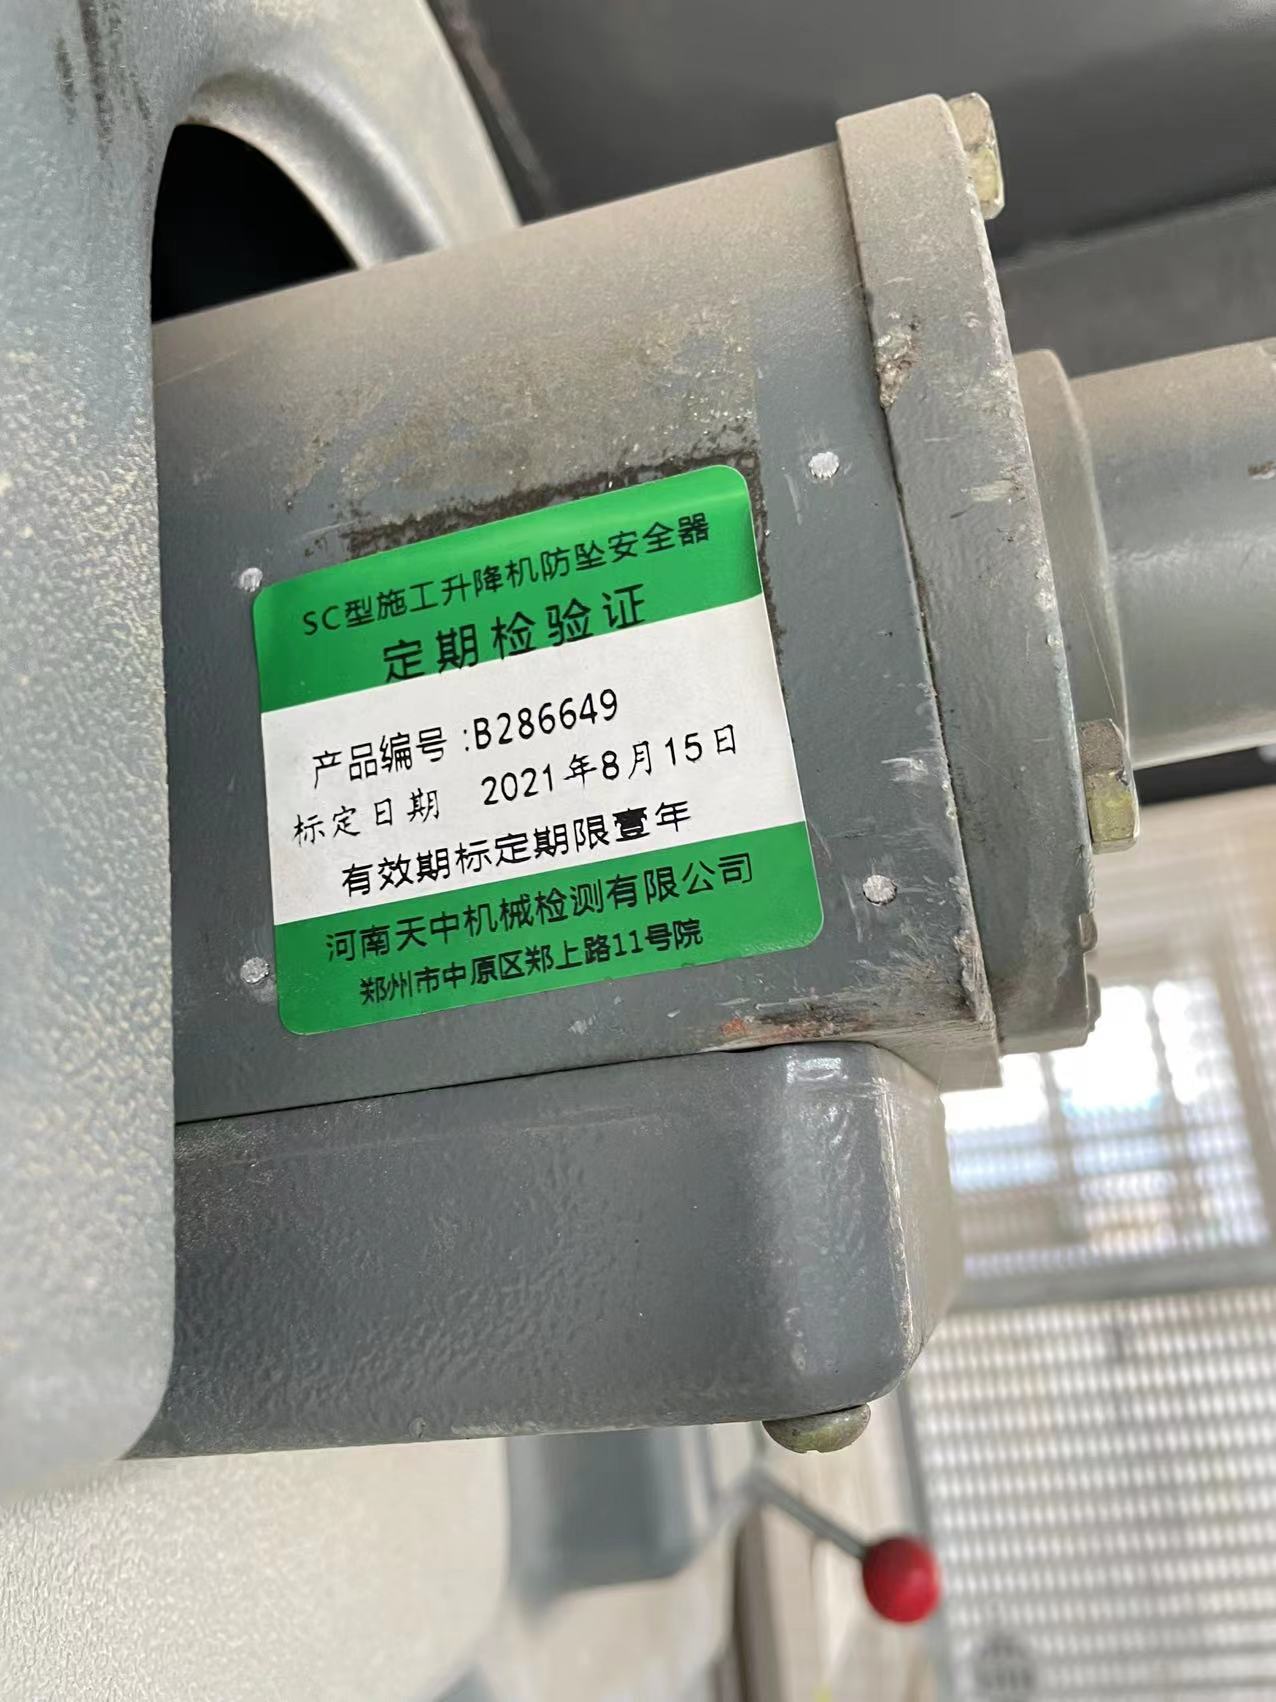 SC型施工升降机防坠安全器
定期检验证
产品编号:B286649
标定日期 2021年8月15日
有效期标定期限壹年
河南天中机械检测有限公司
郑州市中原区郑上路11号院